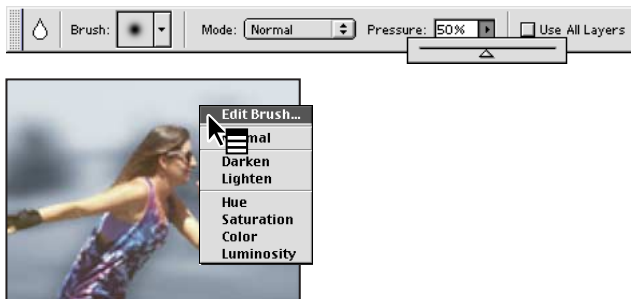 Brush: Mode: Normal Pressure: 50% Use All Layers
Edit Brush...
Darken
Lighten
Hue
Saturation
Color
Luminosity